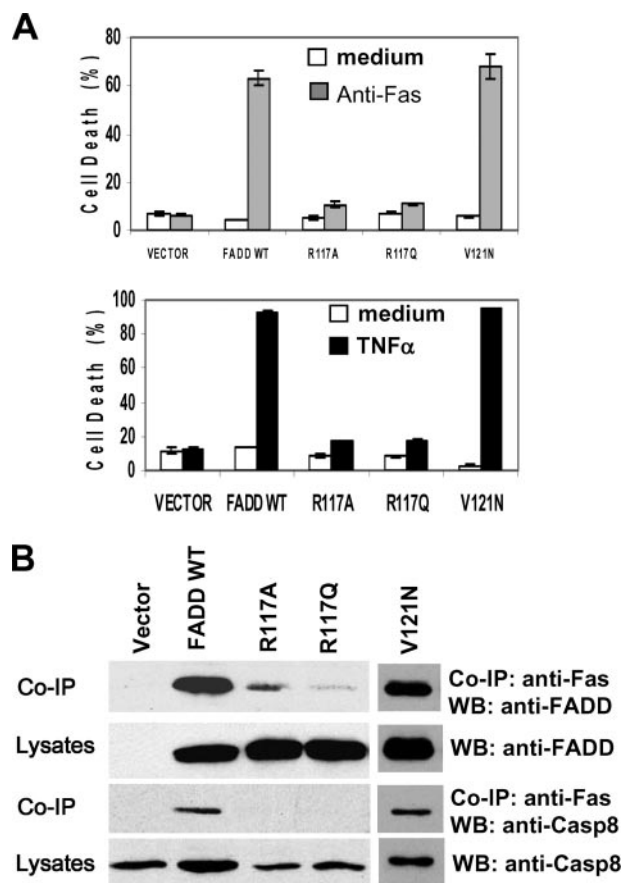 A
Cell Death (%)
80
60
40
20
0
medium
Anti-Fas
VECTOR FADD WT R117A R117Q V121N
Cell Death (%)
100
80
60
40
20
0
medium
TNFα
VECTOR FADD WT R117A R117Q V121N
B
Vector FADD WT R117A R117Q V121N
Co-IP
Co-IP: anti-Fas
WB: anti-FADD
Lysates WB: anti-FADD
Co-IP
Co-IP: anti-Fas
WB: anti-Casp8
Lysates WB: anti-Casp8